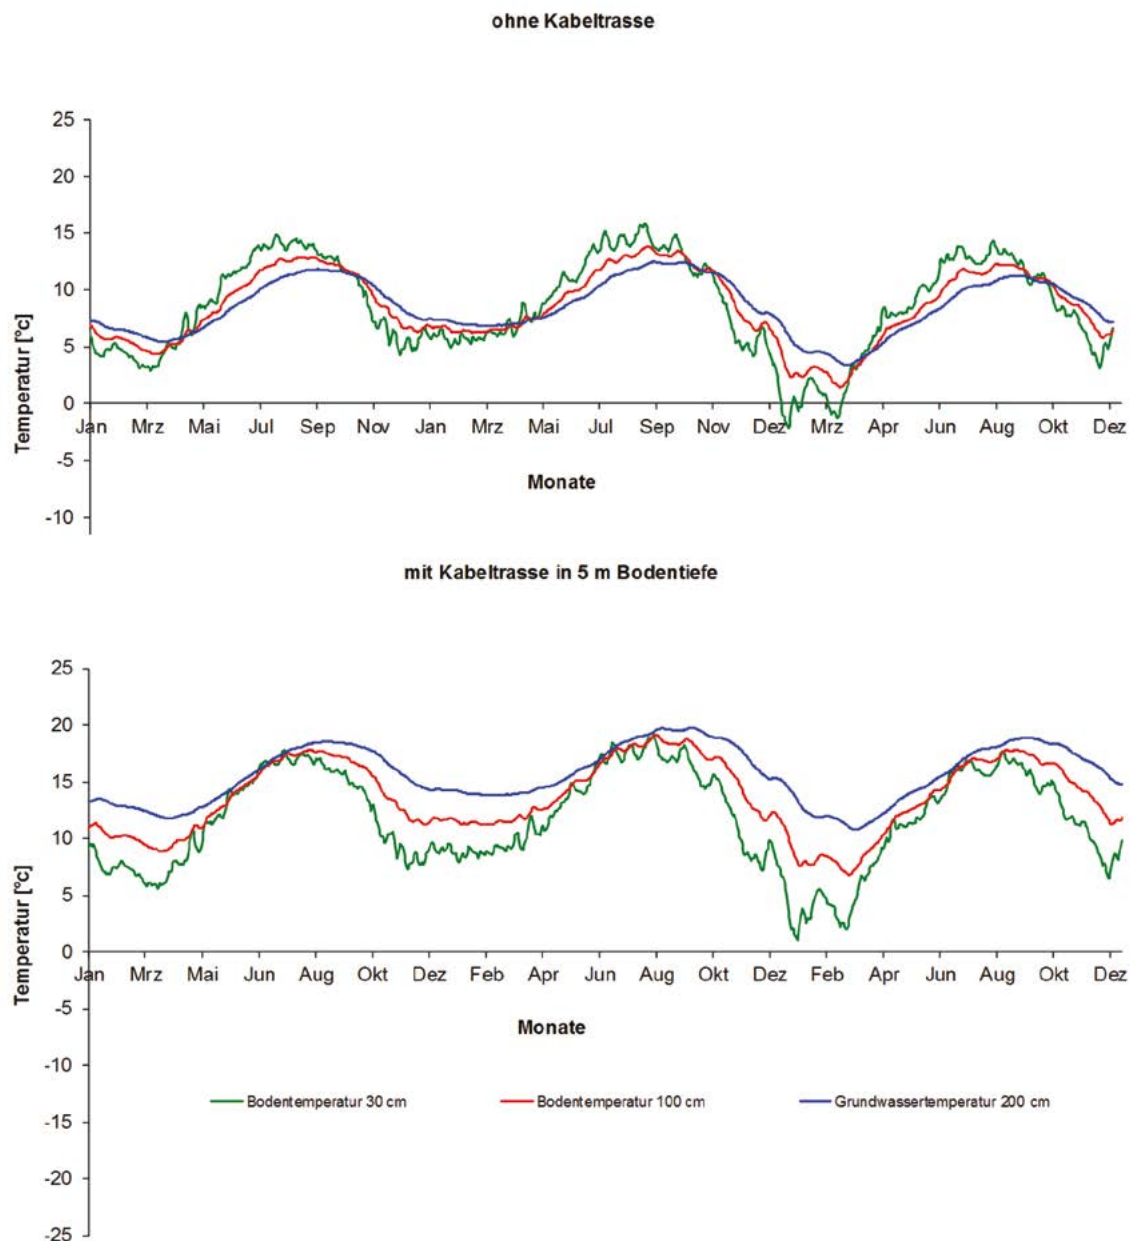 ohne Kabeltrasse
25
20
15
10
5
0
Jan Mrz Mai Jul Sep Nov Jan Mrz Mai Jul Sep Nov Dez Mrz Apr Jun Aug Okt Dez
-5
-10
Temperatur [°c]
Monate
mit Kabeltrasse in 5 m Bodentiefe
25
20
15
10
5
0
Jan Mrz Mai Jun Aug Okt Dez Feb Apr Jun Aug Okt Dez Feb Apr Jun Aug Okt Dez
-5
-10
-15
-20
-25
Temperatur [°c]
Monate
Bodentemperatur 30 cm Bodentemperatur 100 cm Grundwassertemperatur 200 cm